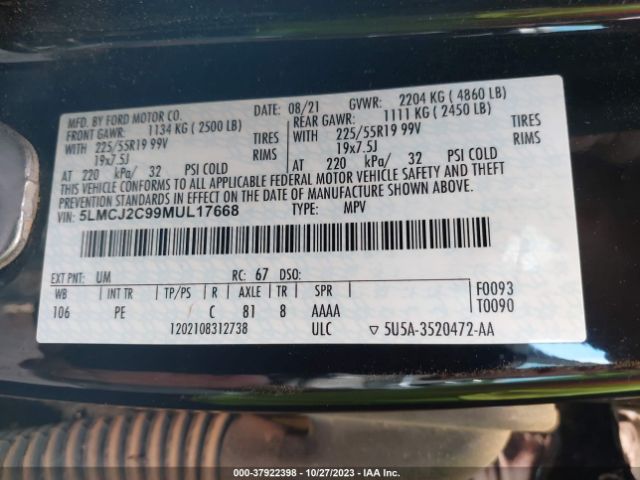 MFD. BY FORD MOTOR CO. DATE: 08/21 GVWR: 2204 KG ( 4860 LB)
FRONT GAWR: 1134 KG ( 2500 LB) REAR GAWR: 1111 KG ( 2450 LB)
WITH 225/55R19 99V TIRES WITH 225/55R19 99V TIRES
19x7.5J RIMS 19x7.5J RIMS
AT 220 kPa/ 32 PSI COLD AT 220 kPa/ 32 PSI COLD
THIS VEHICLE CONFORMS TO ALL APPLICABLE FEDERAL MOTOR VEHICLE SAFETY AND THEFT
PREVENTION STANDARDS IN EFFECT ON THE DATE OF MANUFACTURE SHOWN ABOVE.
VIN: 5LMCJ2C99MUL17668 TYPE: MPV
EXT PNT: UM RC: 67 DSO:
WB INT TR TP/PS R AXLE TR SPR F0093
106 PE C 81 8 AAAA T0090
1202108312738 ULC ▽ 5U5A-3520472-AA
000-37922398 - 10/27/2023 - IAA Inc.